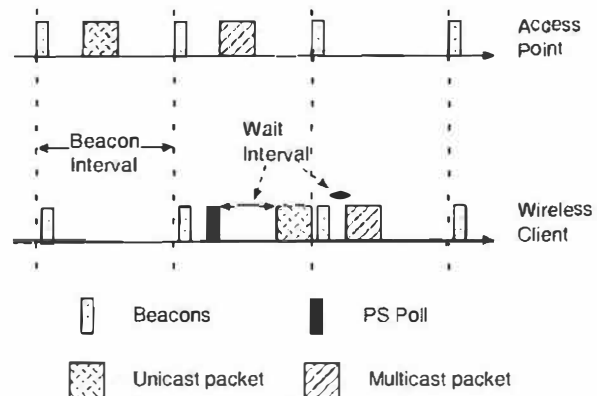 Access
Point
Beacon
Interval
Wait
Interval
Wireless
Client
Beacons
PS Poll
Unicast packet
Multicast packet